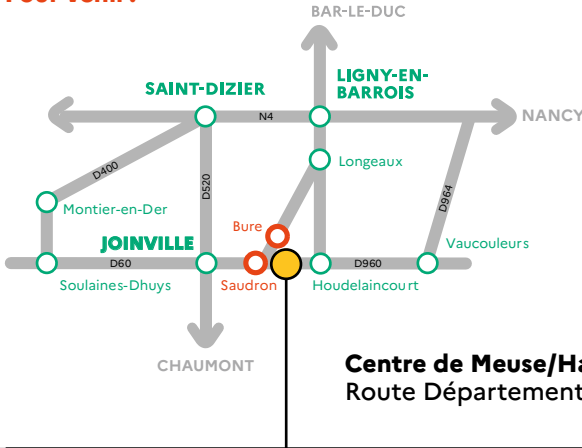 BAR-LE-DUC
SAINT-DIZIER
LIGNY-EN-
BARROIS
N4
NANCY
Longeaux
D400
D520
D964
Montier-en-Der
Bure
JOINVILLE
Vaucouleurs
D60
D960
Soulaines-Dhuys
Saudron
Houdelaincourt
CHAUMONT
Centre de Meuse/Ha
Route Département